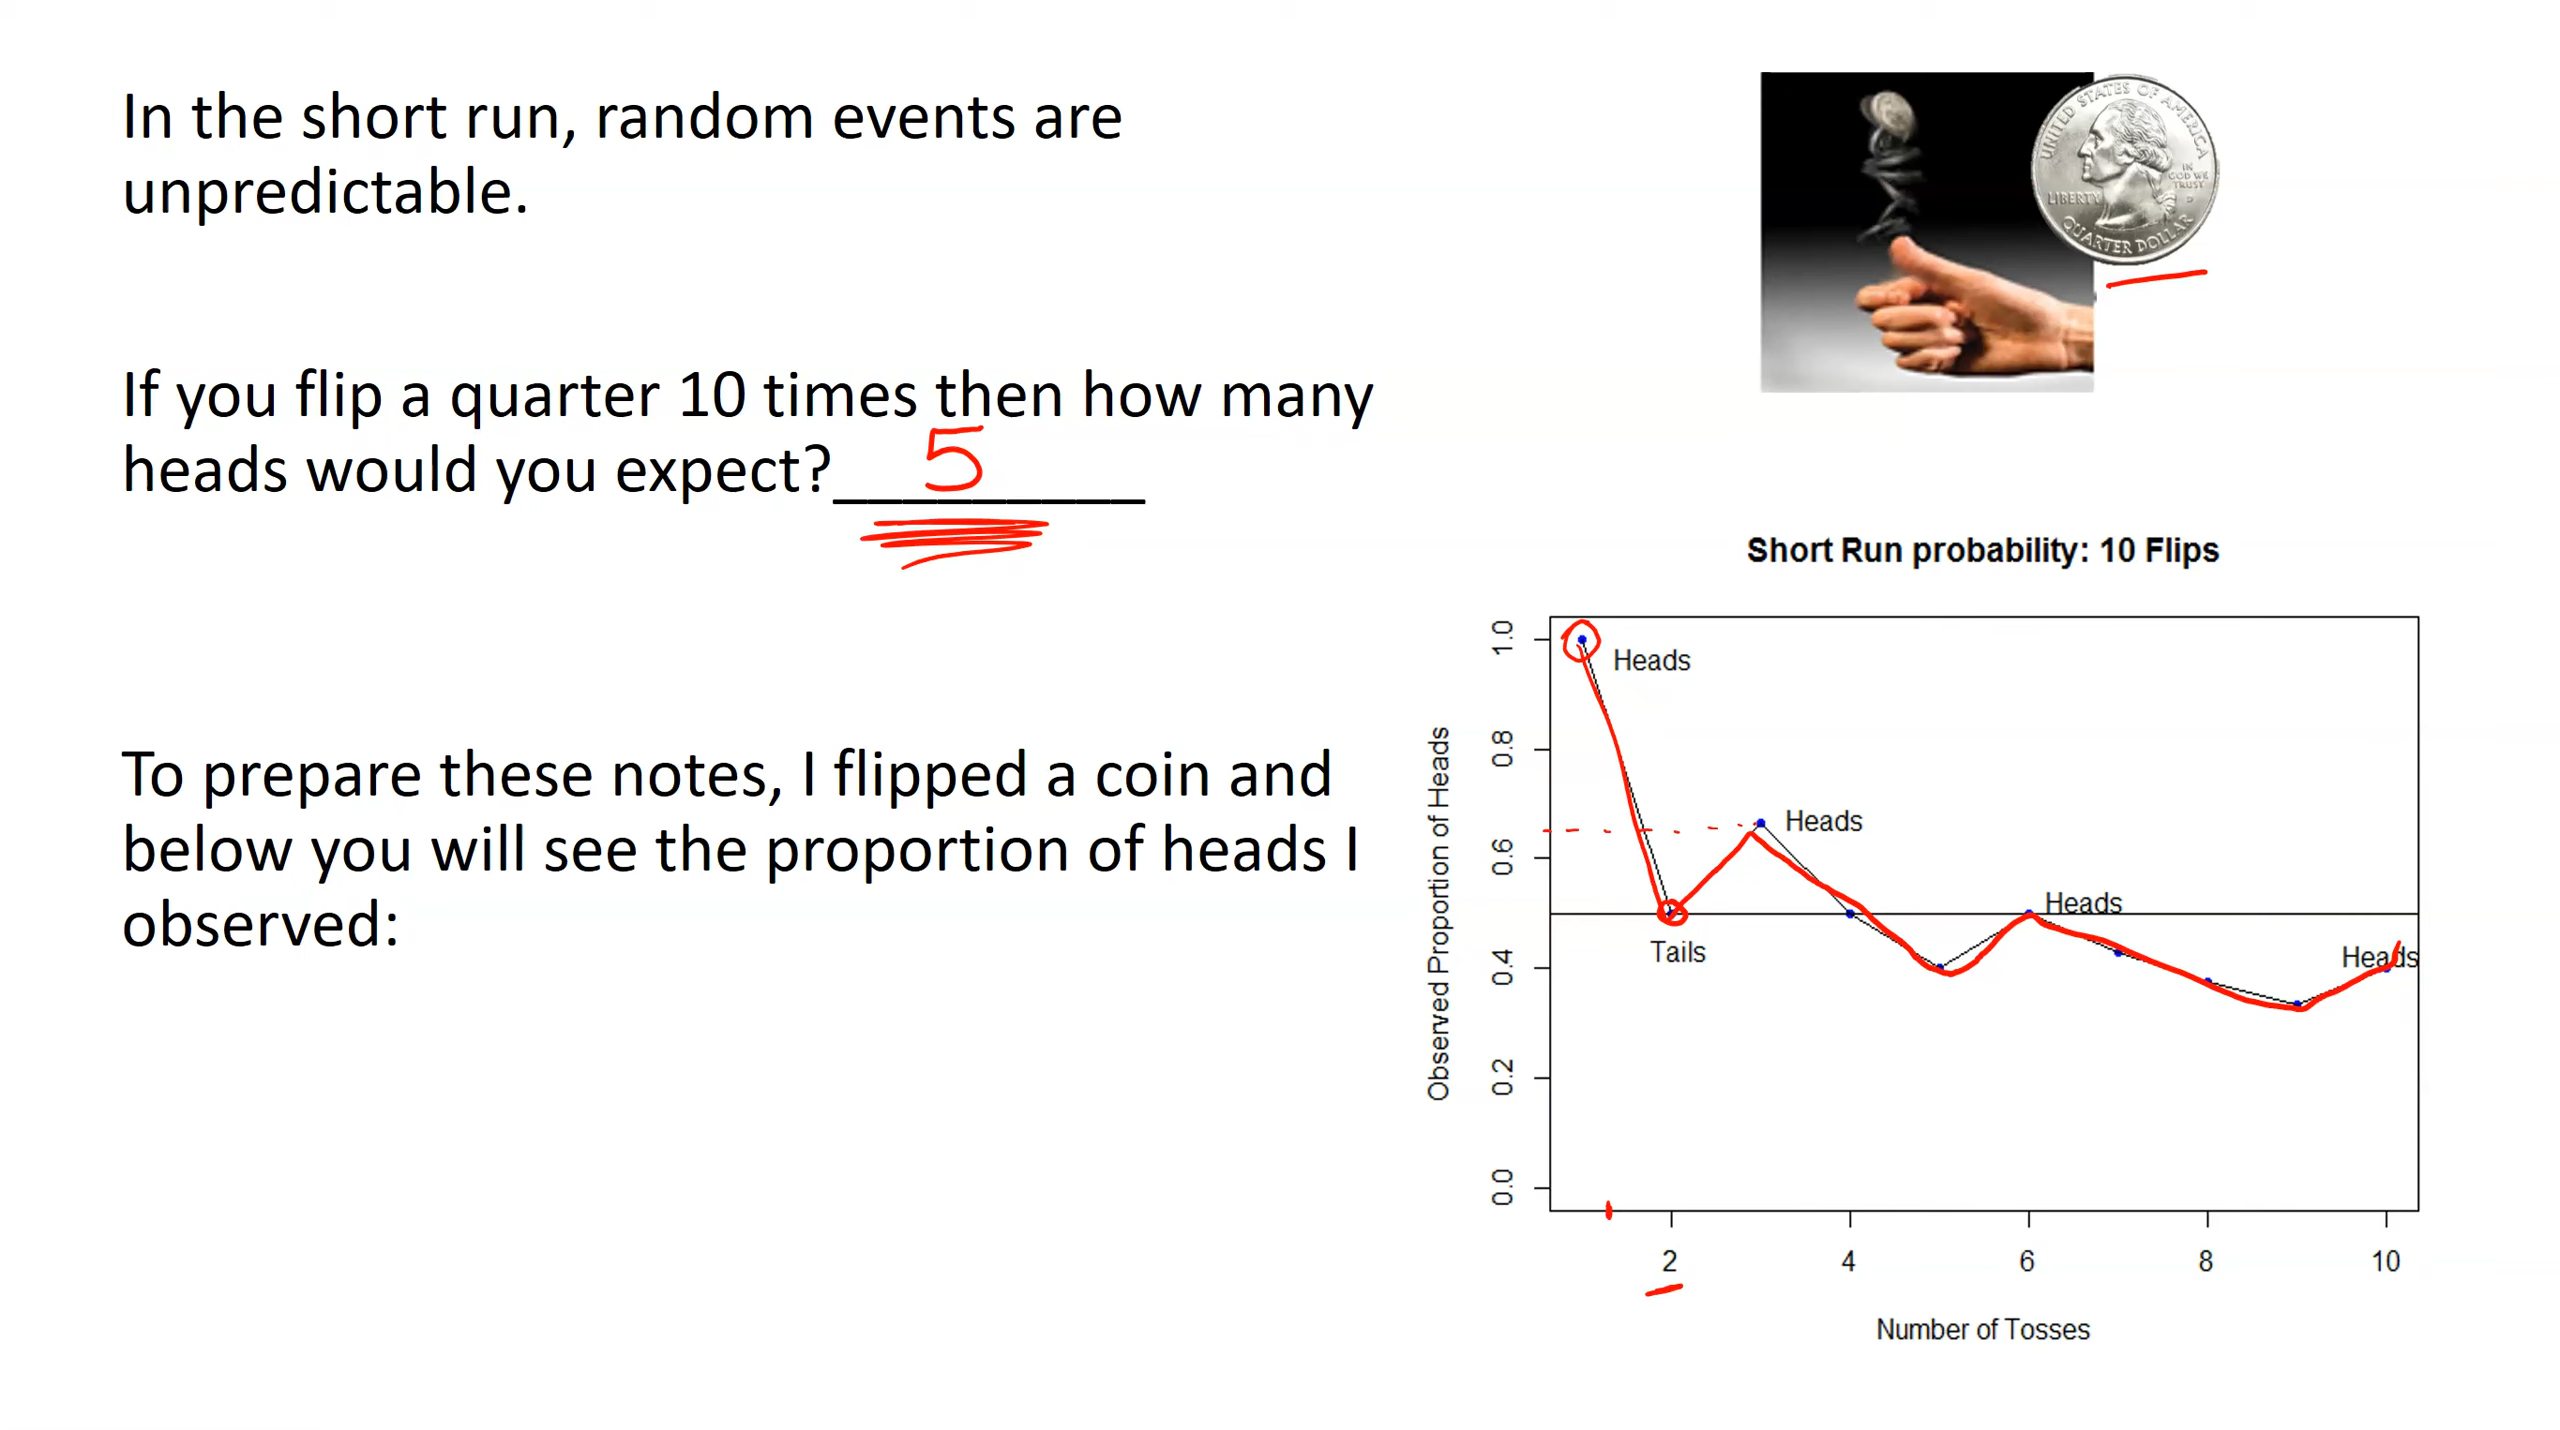 In the short run, random events are
unpredictable.
If you flip a quarter 10 times then how many
heads would you expect?_________
5
To prepare these notes, I flipped a coin and
below you will see the proportion of heads I
observed:
UNITED STATES OF AMERICA
IN
GOD WE
TRUST
LIBERTY
D
QUARTER DOLLAR
Short Run probability: 10 Flips
Observed Proportion of Heads
1.0
0.8
0.6
0.4
0.2
0.0
Heads
Heads
Heads
Tails
Heads
2 4 6 8 10
Number of Tosses